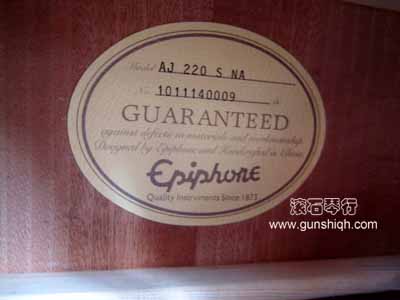 Model AJ 220 S NA
No 1011140009
GUARANTEED
against defects in materials and workmanship.
Designed by Epiphone and Handcrafted in China
Epiphone
Quality Instruments Since 1873
滚石琴行
www.gunshiqh.com